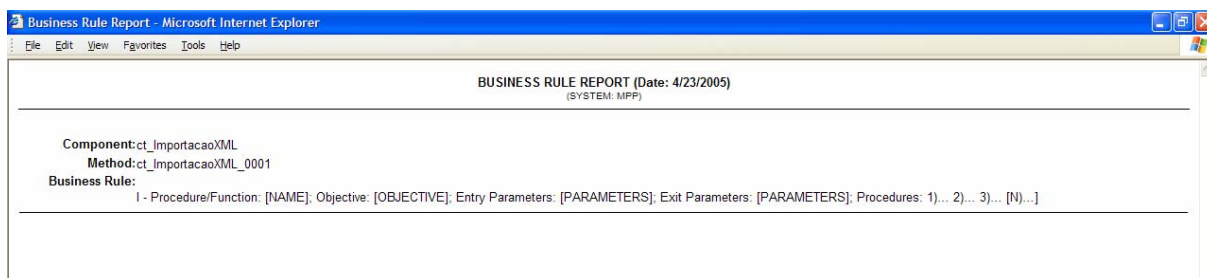 Business Rule Report - Microsoft Internet Explorer
File Edit View Favorites Tools Help
BUSINESS RULE REPORT (Date: 4/23/2005)
(SYSTEM: MPP)
Component:ct_ImportacaoXML
Method:ct_ImportacaoXML_0001
Business Rule:
I - Procedure/Function: [NAME]; Objective: [OBJECTIVE]; Entry Parameters: [PARAMETERS]; Exit Parameters: [PARAMETERS]; Procedures: 1)... 2)... 3)... [N)...]